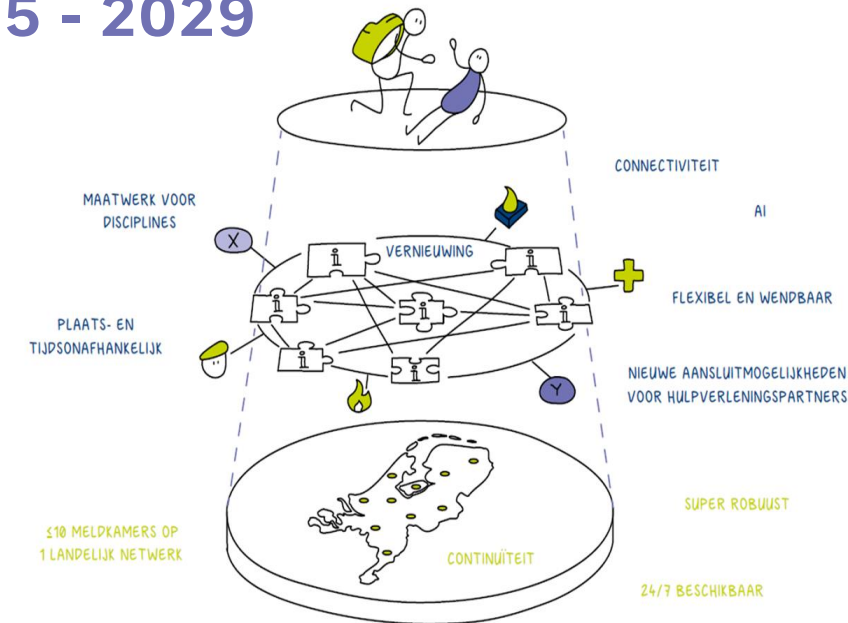 5 - 2029
CONNECTIVITEIT
MAATWERK VOOR
DISCIPLINES
AI
X
VERNIEUWING
i
i
i
i
i
i
i
FLEXIBEL EN WENDBAAR
PLAATS- EN
TIJDSONAFHANKELIJK
NIEUWE AANSLUITMOGELIJKHEDEN
VOOR HULPVERLENINGSPARTNERS
Y
SUPER ROBUUST
≤10 MELDKAMERS OP
1 LANDELIJK NETWERK
CONTINUÏTEIT
24/7 BESCHIKBAAR